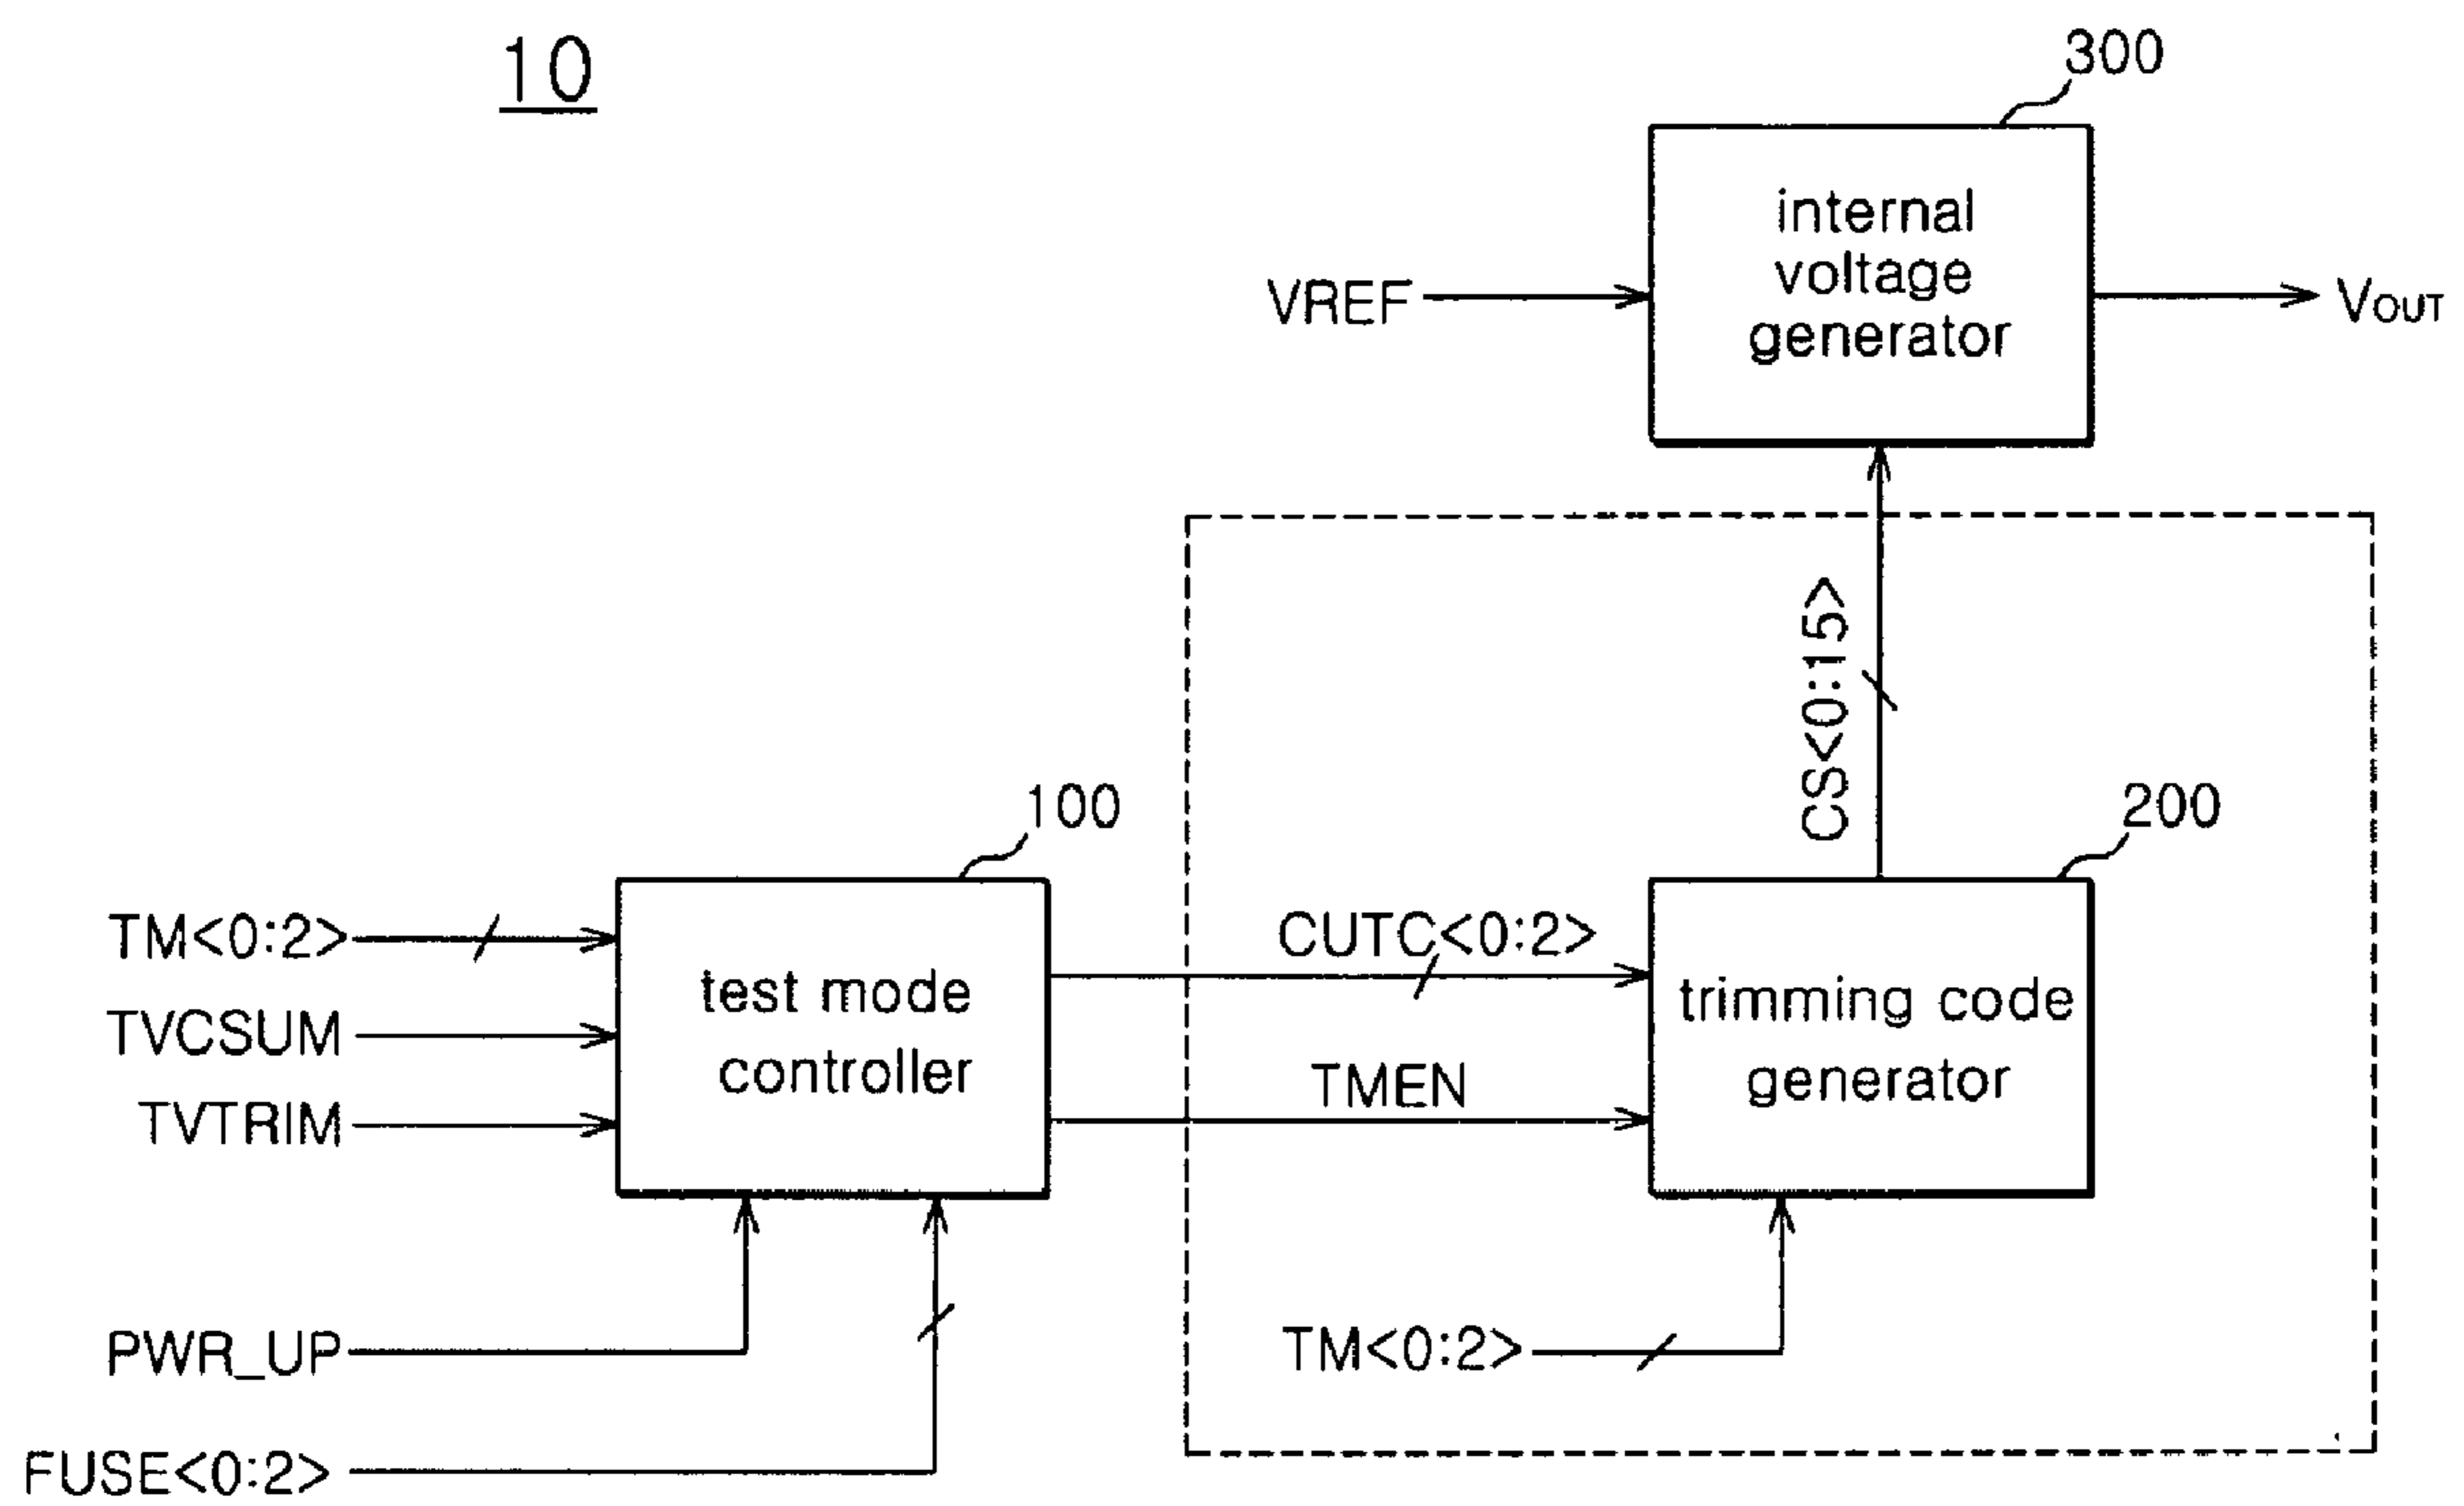 10
300
internal
voltage
generator
VREF
VOUT
CS<0:15>
100
200
TM<0:2>
TVCSUM
TVTRIM
test mode
controller
CUTC<0:2>
TMEN
trimming code
generator
PWR_UP
FUSE<0:2>
TM<0:2>